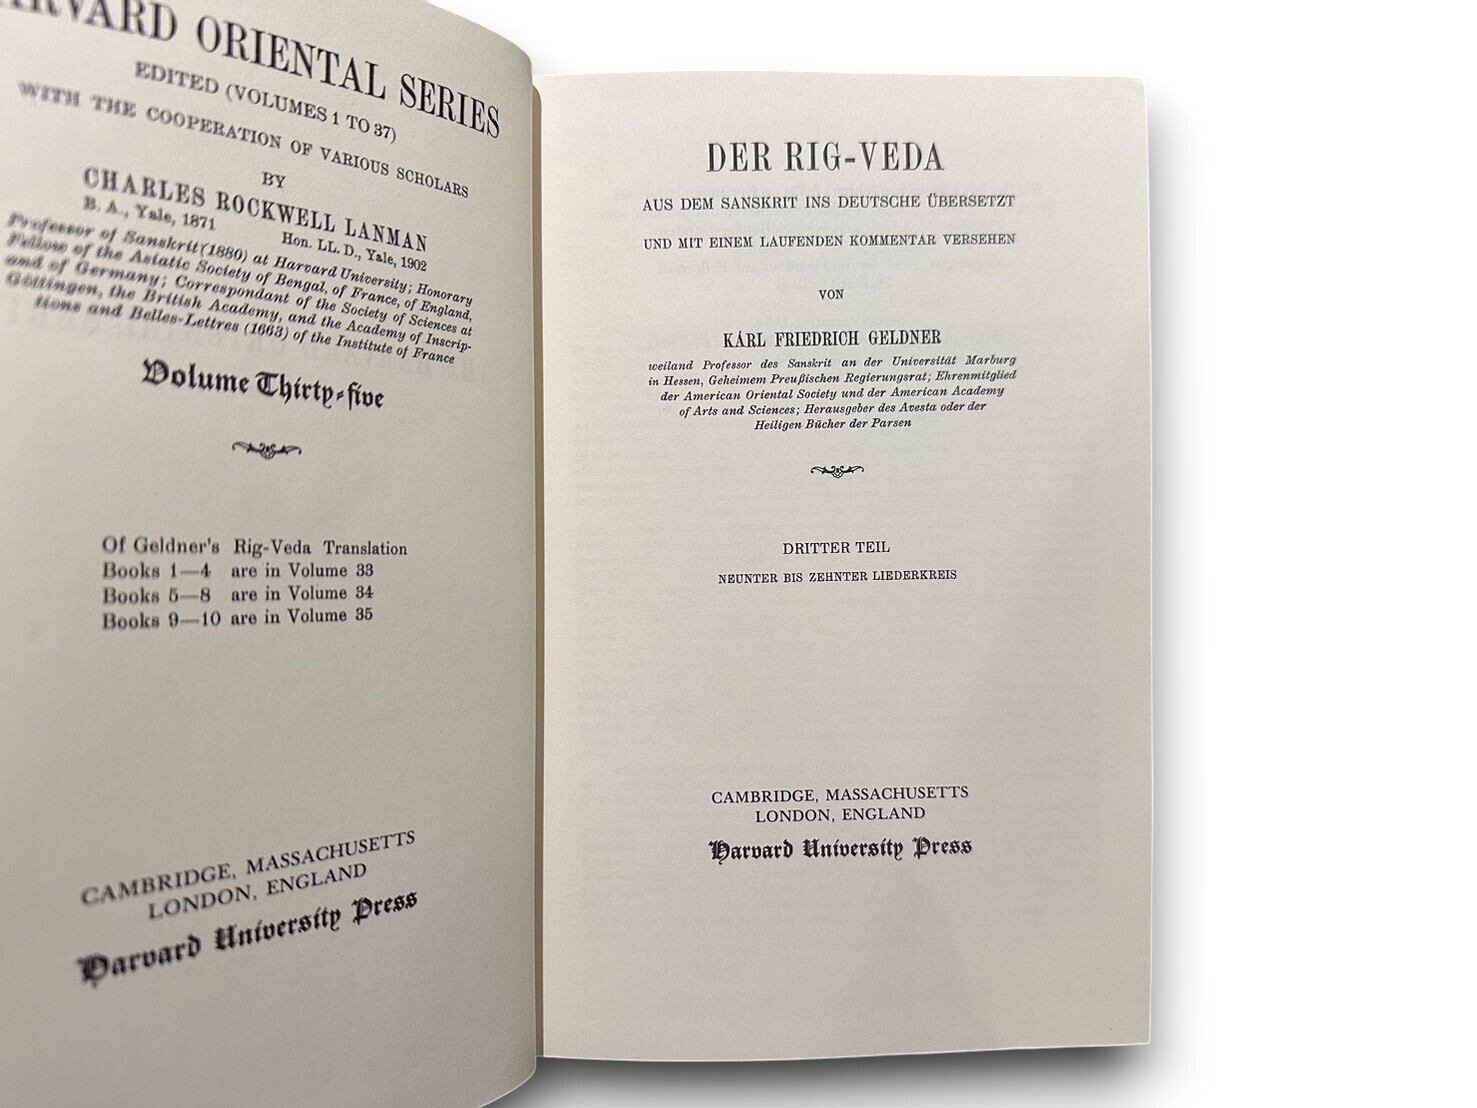 HARVARD ORIENTAL SERIES
EDITED (VOLUMES 1 TO 37)
WITH THE COOPERATION OF VARIOUS SCHOLARS
BY
CHARLES ROCKWELL LANMAN
B. A., Yale, 1871
Hon. LL. D., Yale, 1902
Professor of Sanskrit (1880) at Harvard University; Honorary
Fellow of the Asiatic Society of Bengal, of France, of England,
and of Germany; Correspondant of the Society of Sciences at
Göttingen, the British Academy, and the Academy of Inscrip-
tions and Belles-Lettres (1663) of the Institute of France
Volume Thirty-five
Of Geldner's Rig-Veda Translation
Books 1—4 are in Volume 33
Books 5—8 are in Volume 34
Books 9—10 are in Volume 35
CAMBRIDGE, MASSACHUSETTS
LONDON, ENGLAND
Harvard University Press
DER RIG-VEDA
AUS DEM SANSKRIT INS DEUTSCHE ÜBERSETZT
UND MIT EINEM LAUFENDEN KOMMENTAR VERSEHEN
VON
KARL FRIEDRICH GELDNER
weiland Professor des Sanskrit an der Universität Marburg
in Hessen, Geheimem Preußischen Regierungsrat; Ehrenmitglied
der American Oriental Society und der American Academy
of Arts and Sciences; Herausgeber des Avesta oder der
Heiligen Bücher der Parsen
DRITTER TEIL
NEUNTER BIS ZEHNTER LIEDERKREIS
CAMBRIDGE, MASSACHUSETTS
LONDON, ENGLAND
Harvard University Press